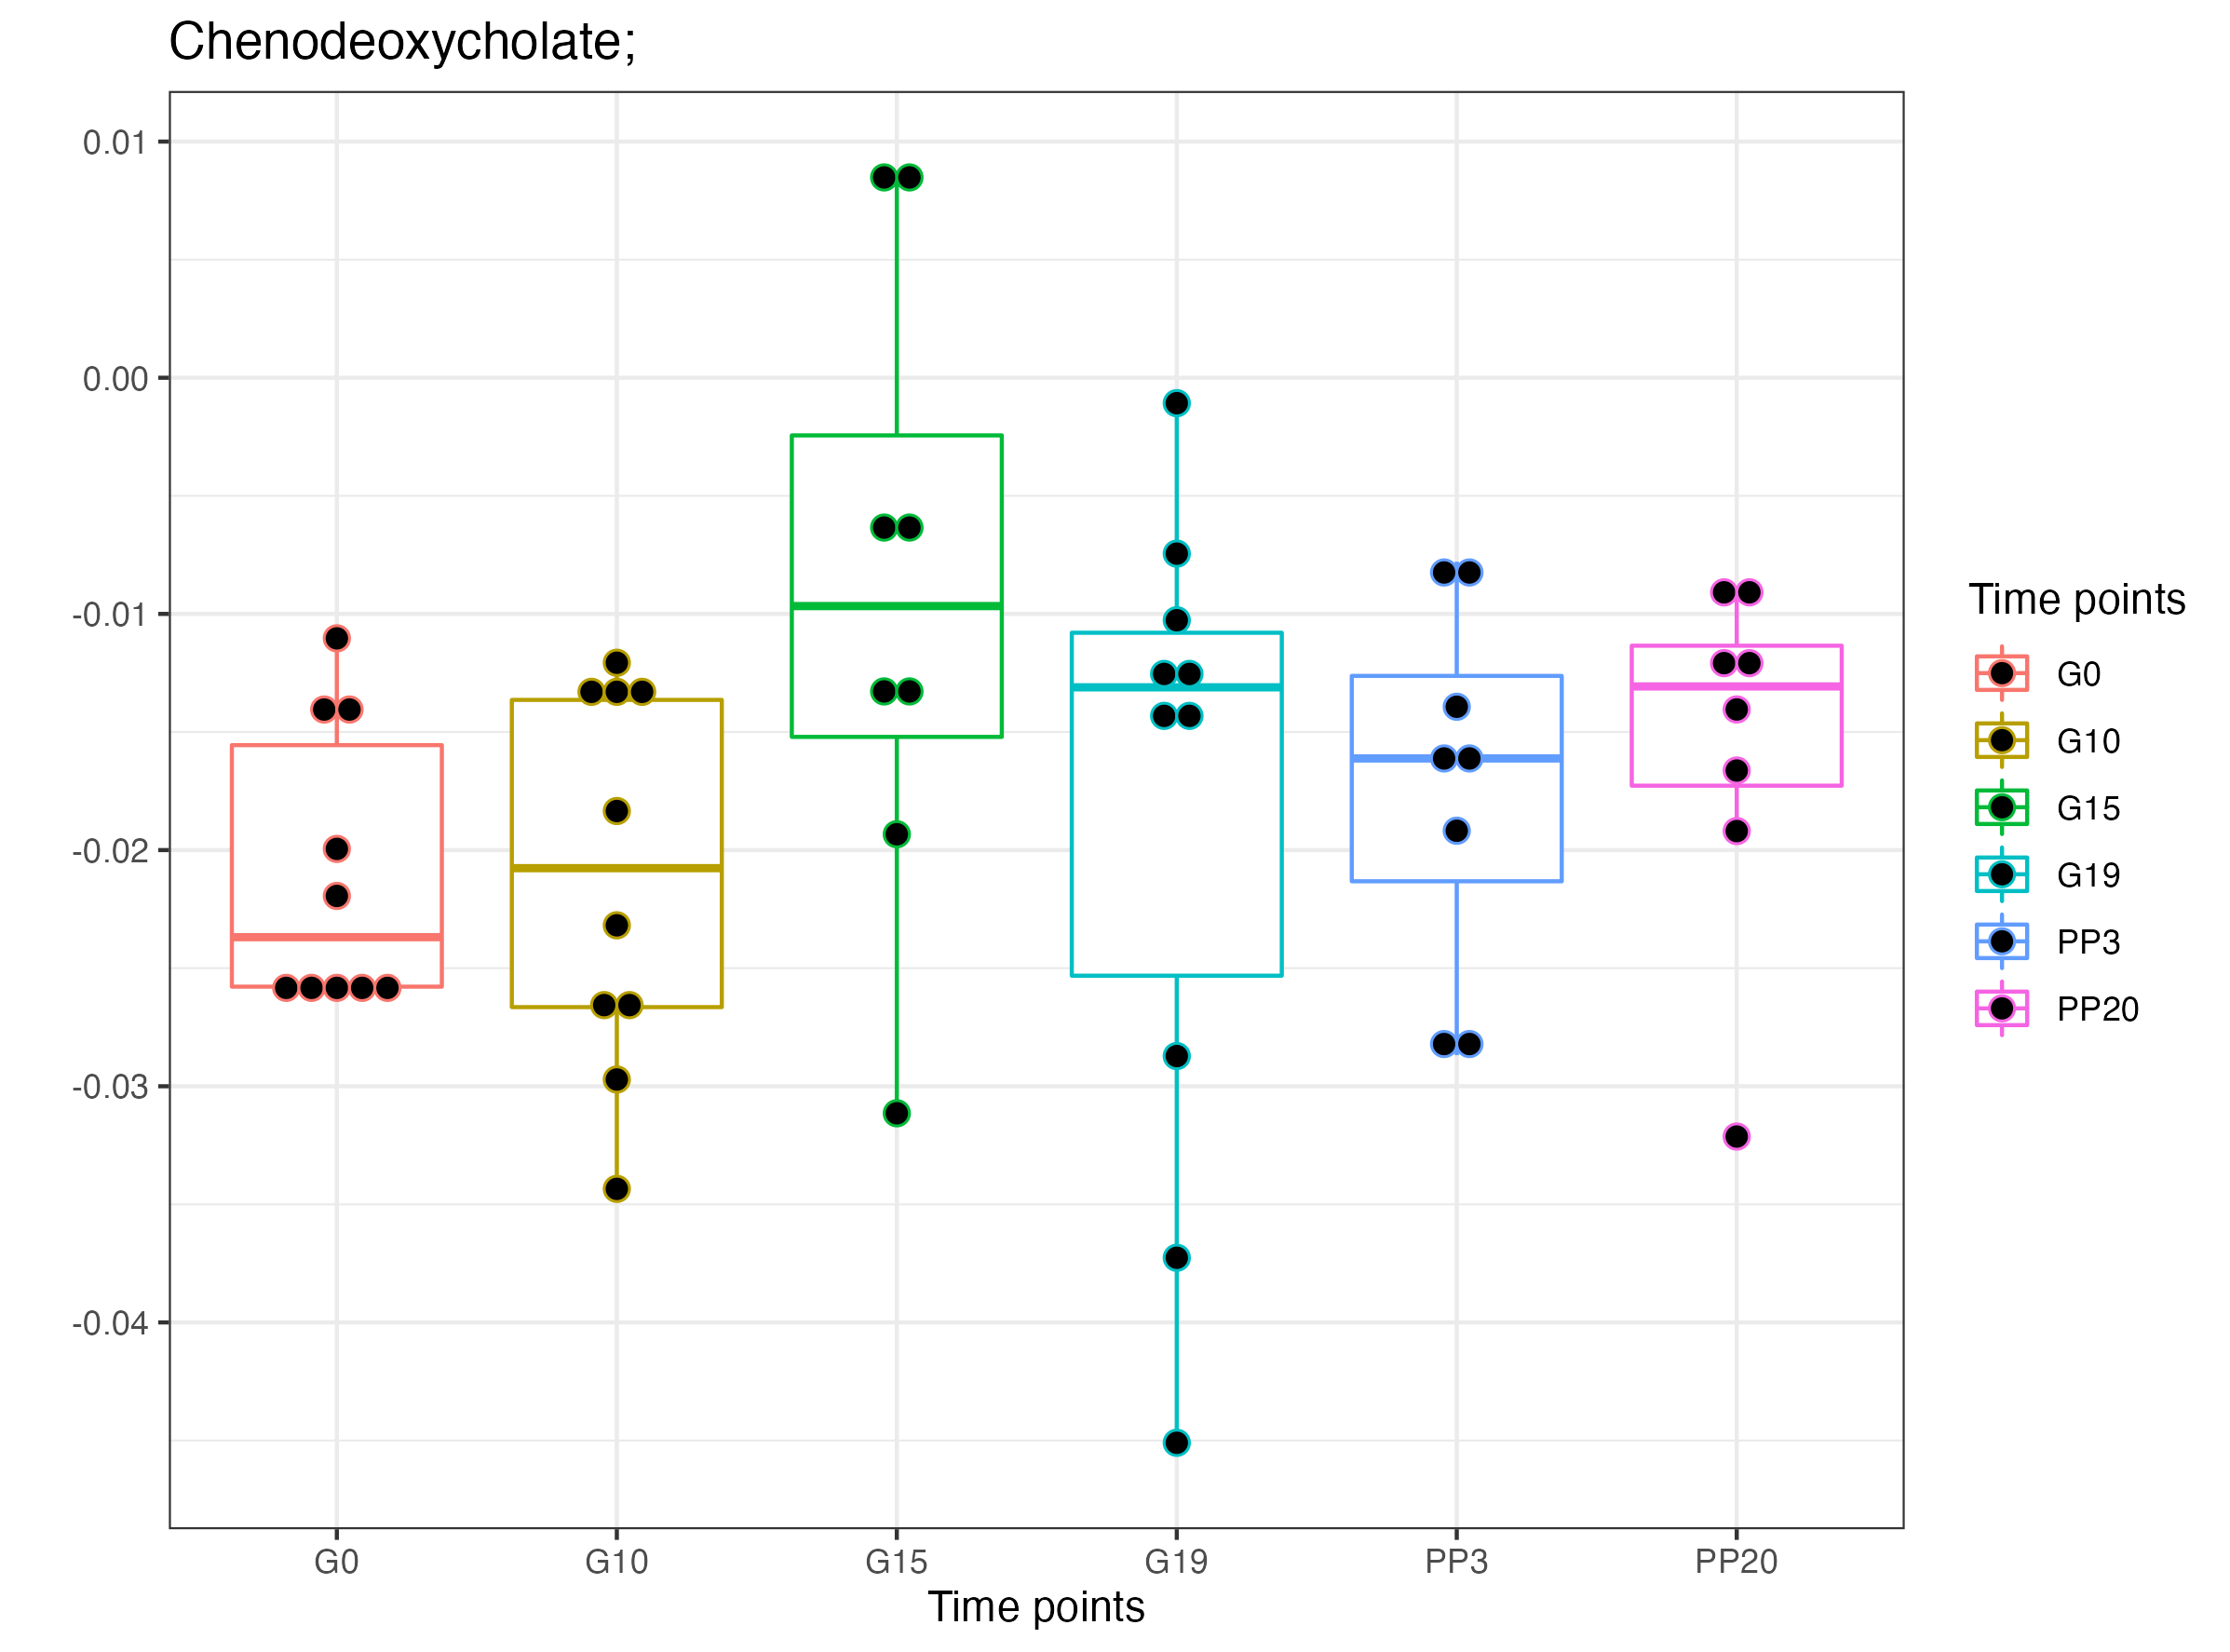 Chenodeoxycholate;
0.01
0.00
-0.01
-0.02
-0.03
-0.04
G0 G10 G15 G19 PP3 PP20
Time points
Time points
G0
G10
G15
G19
PP3
PP20